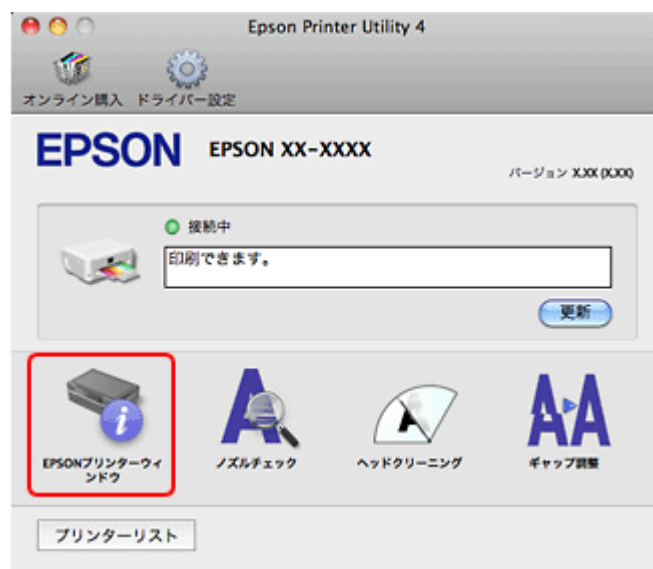 Epson Printer Utility 4
オンライン購入 ドライバー設定
EPSON EPSON XX-XXXX
バージョン X.XX (X.XX)
接続中
印刷できます。
更新
EPSONプリンターウィ
ンドウ
ノズルチェック
ヘッドクリーニング
ギャップ調整
プリンターリスト